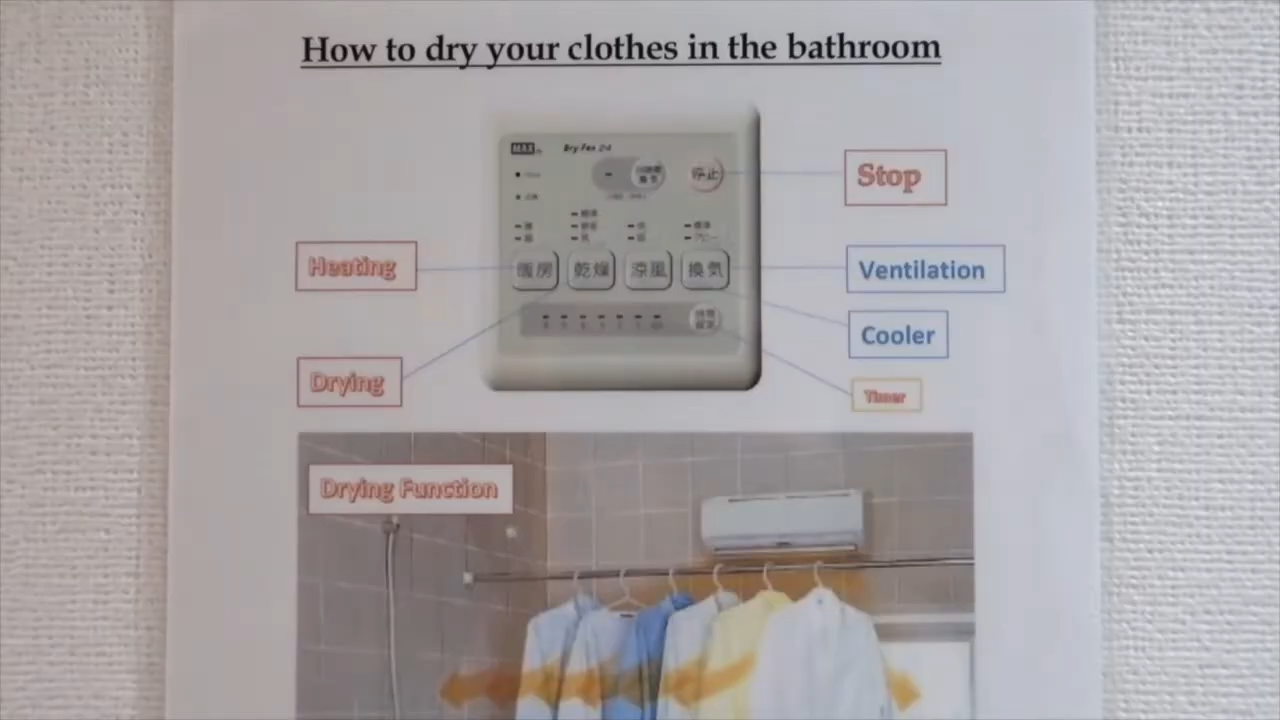 How to dry your clothes in the bathroom
MAX
Dry Fan 24
停止
Stop
暖房
乾燥
涼風
換気
Heating
Ventilation
Cooler
Drying
Timer
Drying Function